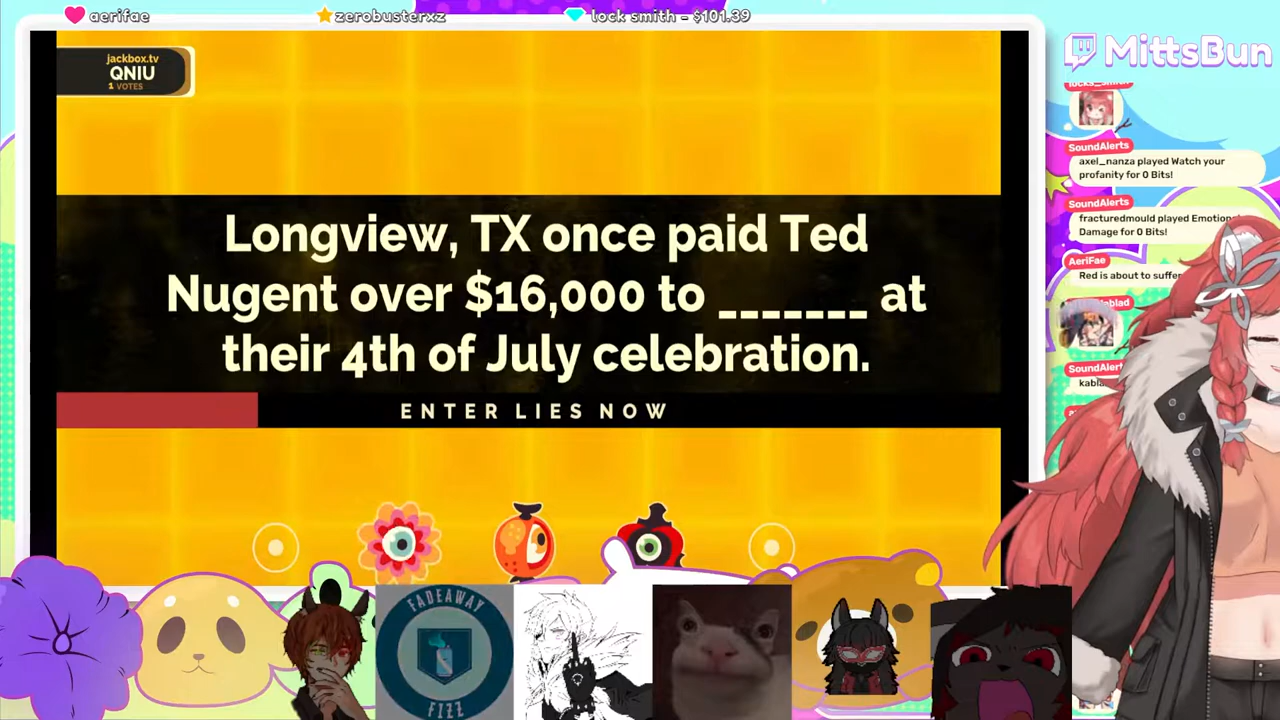 aerifae
zerobusterxz
lock smith - $101.39
jackbox.tv
QNIU
1 VOTES
MittsBun
Longview, TX once paid Ted
Nugent over $16,000 to _______ at
their 4th of July celebration.
ENTER LIES NOW
SoundAlerts
axel_nanza played Watch your
profanity for 0 Bits!
SoundAlerts
fracturedmould played Emotional
Damage for 0 Bits!
AeriFae
Red is about to suffer
FADEAWAY
FIZZ